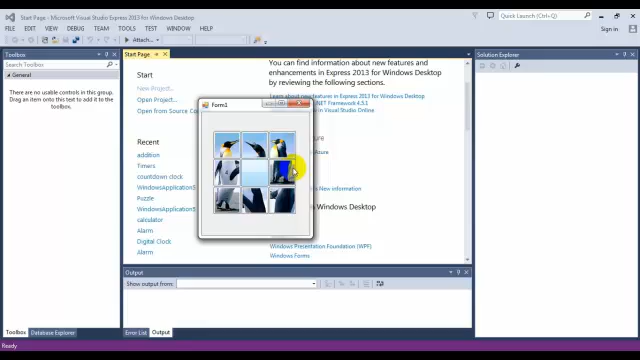 Start Page - Microsoft Visual Studio Express 2013 for Windows Desktop
Quick Launch (Ctrl+Q)
FILE EDIT VIEW DEBUG TEAM TOOLS TEST WINDOW HELP
Sign in
Attach...
Toolbox
Start Page
Solution Explorer
Search Toolbox
General
There are no usable controls in this group.
Drag an item onto this text to add it to the
toolbox.
Start
New Project...
Open Project...
Open from Source Co
Recent
addition
Timers
countdown clock
WindowsApplication5
Puzzle
WindowsApplication
calculator
Alarm
Digital Clock
Alarm
You can find information about new features and
enhancements in Express 2013 for Windows Desktop
by reviewing the following sections.
Learn about new features in Express 2013 for Windows Desktop
.NET Framework 4.5.1
Visual Studio Online
Form1
Azure
New information
Windows Desktop
Windows Presentation Foundation (WPF)
Windows Forms
Output
Show output from:
Toolbox Database Explorer
Error List Output
Ready